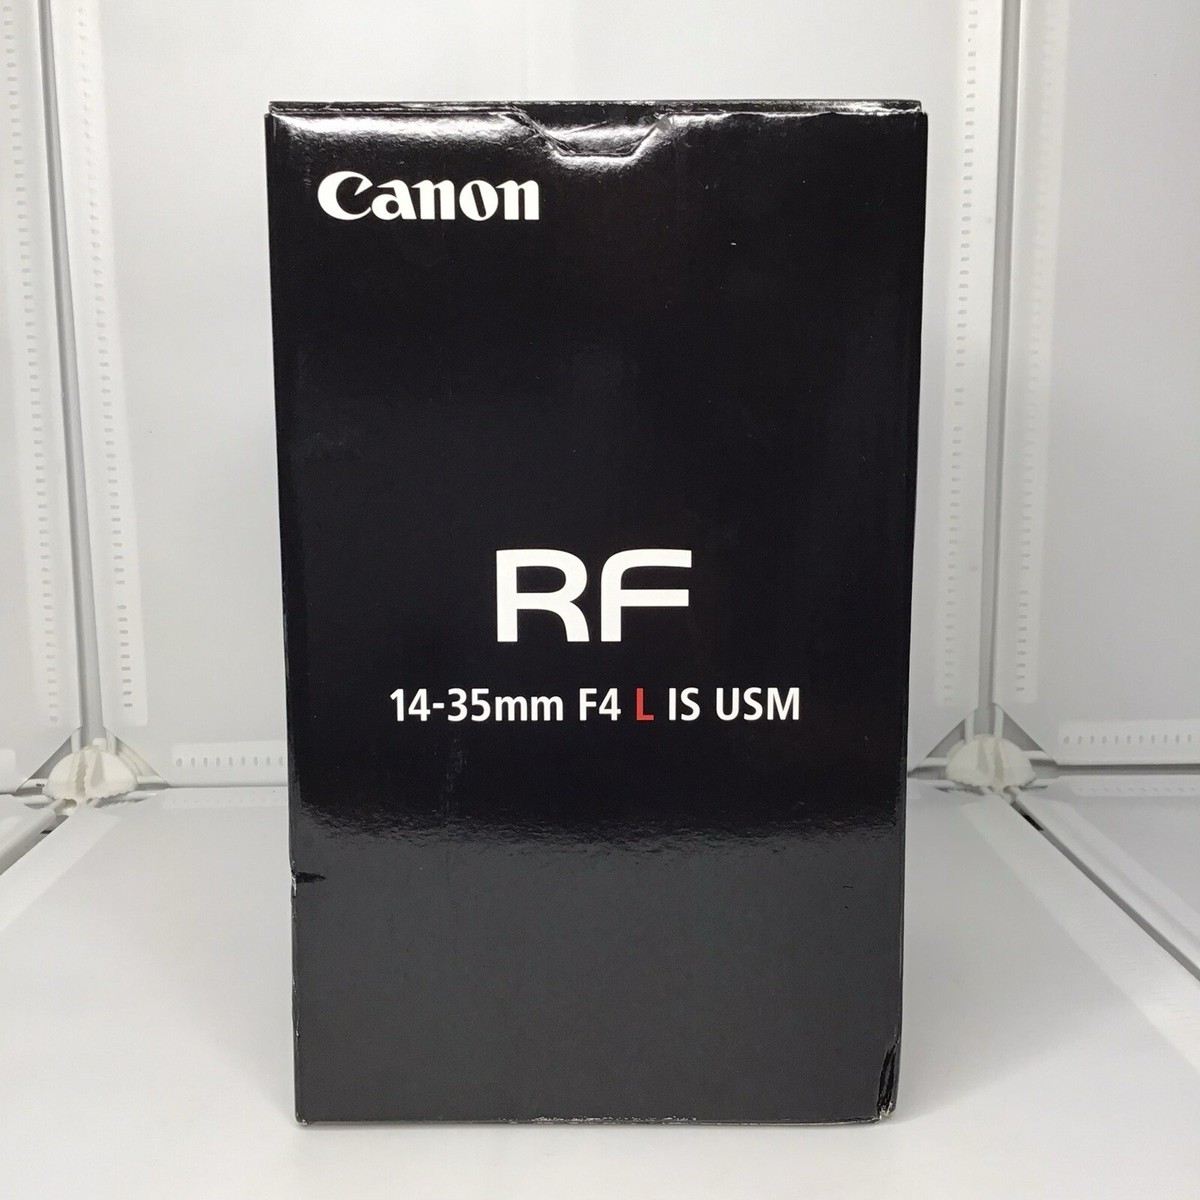 Canon
RF
14-35mm F4 L IS USM